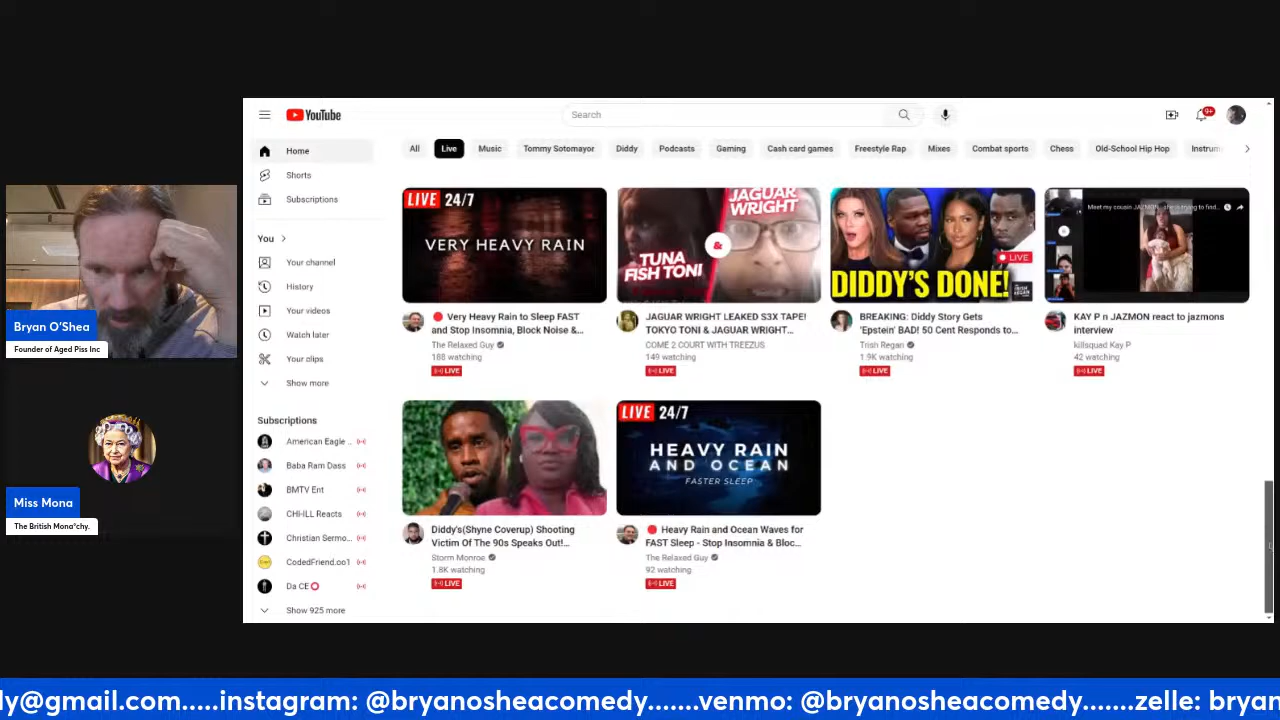 YouTube
Search
9+
All
Live
Music
Tommy Sotomayor
Diddy
Podcasts
Gaming
Cash card games
Freestyle Rap
Mixes
Combat sports
Chess
Old-School Hip Hop
Instrum
Home
Shorts
Subscriptions
You
Your channel
History
Your videos
Watch later
Your clips
Show more
Subscriptions
American Eagle ..
Baba Ram Dass
BMTV Ent
CHI-ILL Reacts
Christian Sermo...
CodedFriend.oo1
Da CE
Show 925 more
Bryan O'Shea
Founder of Aged Piss Inc
Miss Mona
The British Mona*chy.
LIVE 24/7
VERY HEAVY RAIN
Very Heavy Rain to Sleep FAST
and Stop Insomnia, Block Noise &...
The Relaxed Guy
188 watching
LIVE
JAGUAR
WRIGHT
&
TUNA
FISH TONI
JAGUAR WRIGHT LEAKED S3X TAPE!
TOKYO TONI & JAGUAR WRIGHT...
COME 2 COURT WITH TREEZUS
149 watching
LIVE
LIVE
DIDDY'S DONE!
BREAKING: Diddy Story Gets
'Epstein' BAD! 50 Cent Responds to...
Trish Regan
1.9K watching
LIVE
KAY P n JAZMON react to jazmons
interview
killsquad Kay P
42 watching
LIVE
Diddy's(Shyne Coverup) Shooting
Victim Of The 90s Speaks Out!...
Storm Monroe
1.8K watching
LIVE
LIVE 24/7
HEAVY RAIN
AND OCEAN
FASTER SLEEP
Heavy Rain and Ocean Waves for
FAST Sleep - Stop Insomnia & Bloc...
The Relaxed Guy
92 watching
LIVE
dy@gmail.com.....instagram: @bryanosheacomedy.......venmo: @bryanosheacomedy.......zelle: bryan